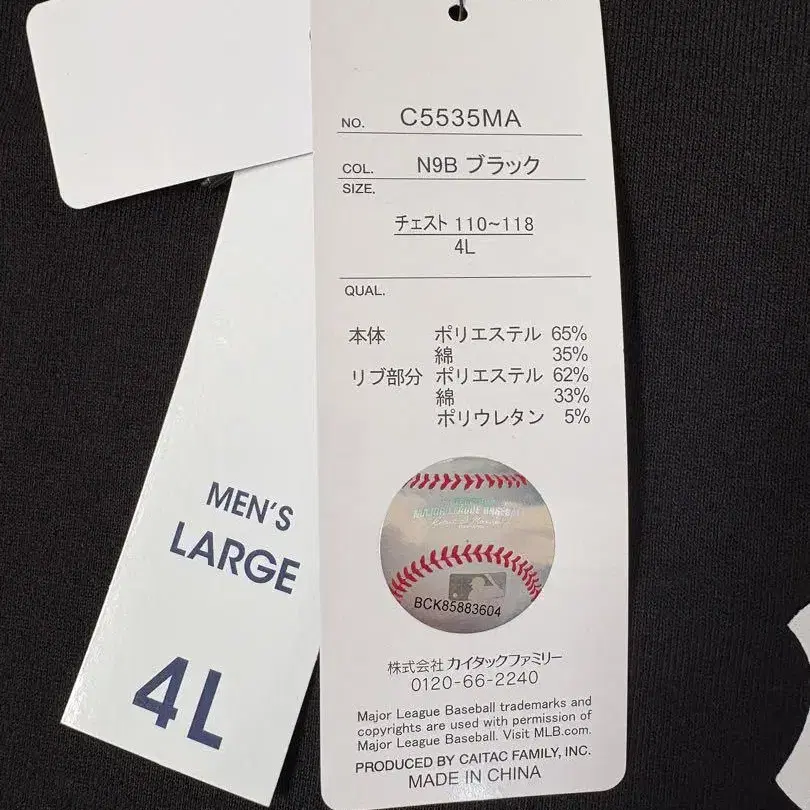 NO. C5535MA
COL. N9B ブラック
SIZE.
チェスト 110~118
4L
QUAL.
本体 ポリエステル 65%
綿 35%
リブ部分 ポリエステル 62%
綿 33%
ポリウレタン 5%
MAJOR LEAGUE BASEBALL
BCK85883604
株式会社 カイタックファミリー
0120-66-2240
Major League Baseball trademarks and
copyrights are used with permission of
Major League Baseball. Visit MLB.com.
PRODUCED BY CAITAC FAMILY, INC.
MADE IN CHINA
MEN'S
LARGE
4L